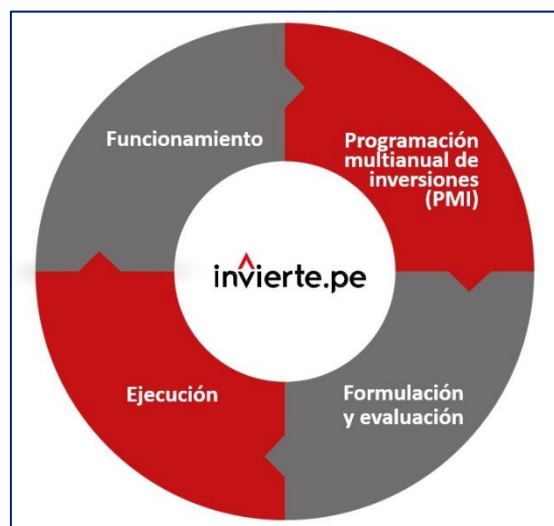 Funcionamiento
Programación
multianual de
inversiones
(PMI)
invierte.pe
Ejecución
Formulación
y evaluación